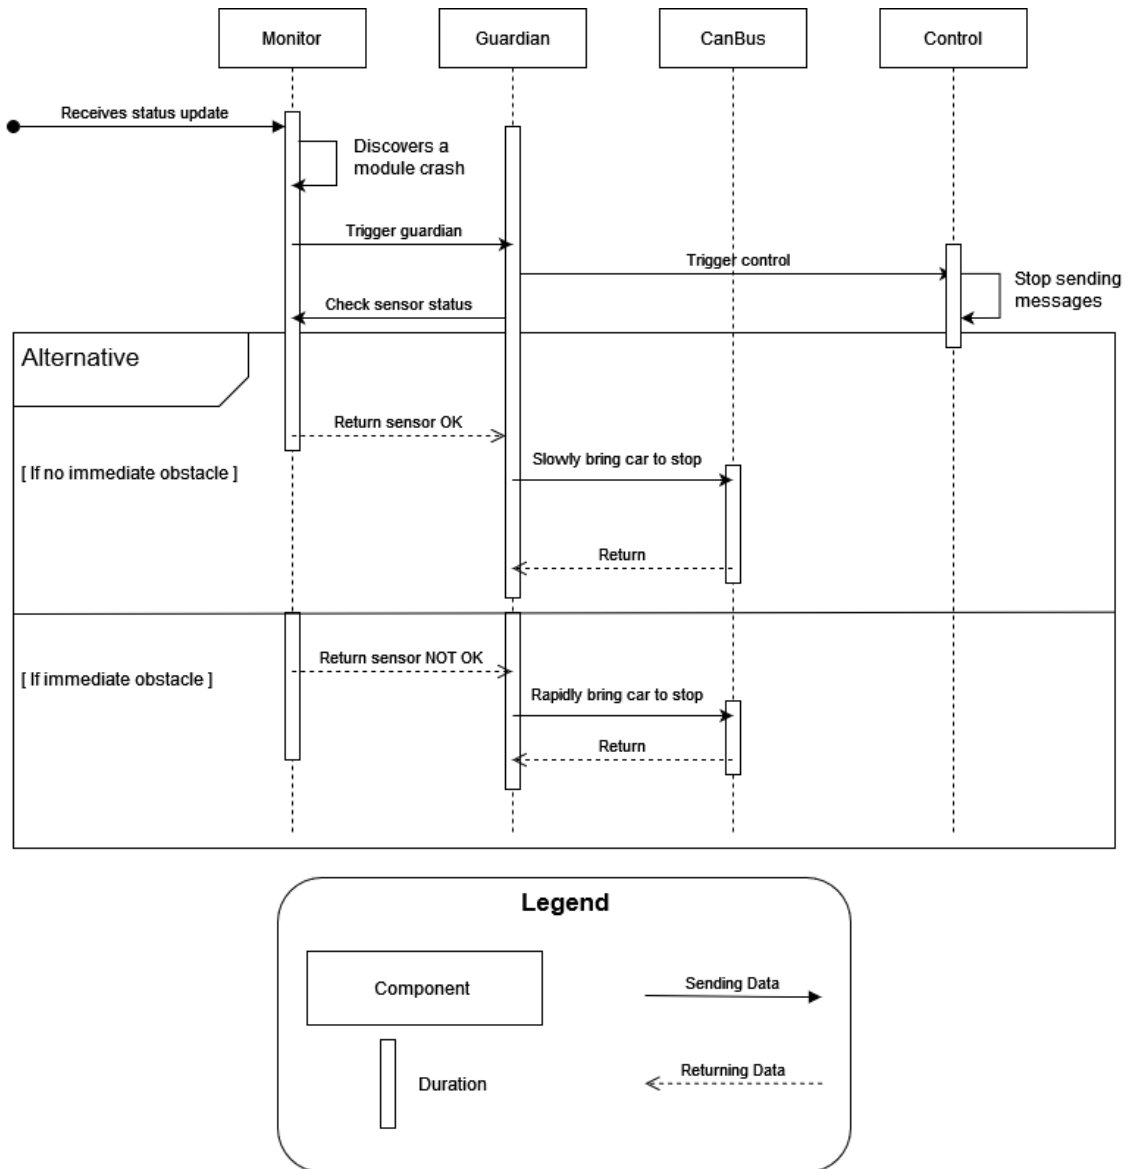 Monitor
Guardian
CanBus
Control
Receives status update
Discovers a
module crash
Trigger guardian
Trigger control
Stop sending
messages
Check sensor status
Alternative
Return sensor OK
[ If no immediate obstacle ]
Slowly bring car to stop
Return
Return sensor NOT OK
[ If immediate obstacle ]
Rapidly bring car to stop
Return
Legend
Component
Sending Data
Duration
Returning Data